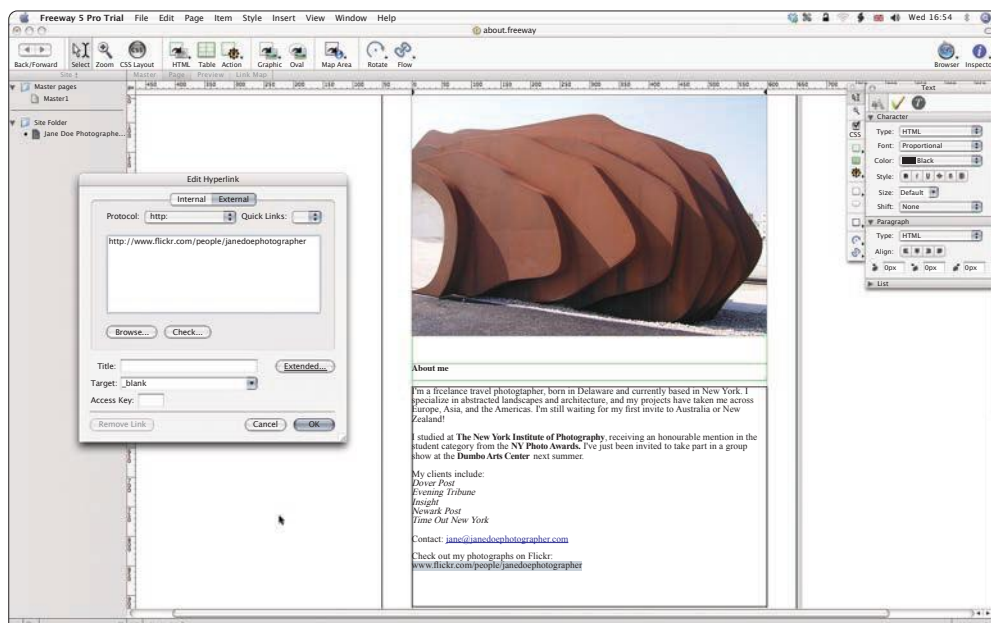 Freeway 5 Pro Trial File Edit Page Item Style Insert View Window Help
Wed 16:54
about.freeway
Back/Forward Select Zoom CSS Layout HTML Table Action Graphic Oval Map Area Rotate Flow Browser Inspecto
Site
Master Page Preview Link Map
Master pages
Master1
Site Folder
Jane Doe Photographe...
Edit Hyperlink
Internal External
Protocol: http: Quick Links:
http://www.flickr.com/people/janedoephotographer
Browse... Check...
Title: Extended...
Target: _blank
Access Key:
Remove Link Cancel OK
About me
I'm a freelance travel photogtapher, born in Delaware and currently based in New York. I
specialize in abstracted landscapes and architecture, and my projects have taken me across
Europe, Asia, and the Americas. I'm still waiting for my first invite to Australia or New
Zealand!
I studied at The New York Institute of Photography, receiving an honourable mention in the
student category from the NY Photo Awards. I've just been invited to take part in a group
show at the Dumbo Arts Center next summer.
My clients include:
Dover Post
Evening Tribune
Insight
Newark Post
Time Out New York
Contact: jane@janedoephotographer.com
Check out my photographs on Flickr:
www.flickr.com/people/janedoephotographer
CSS
Text
Character
Type: HTML
Font: Proportional
Color: Black
Style: B I U
Size: Default
Shift: None
Paragraph
Type: HTML
Align:
0px 0px 0px
List